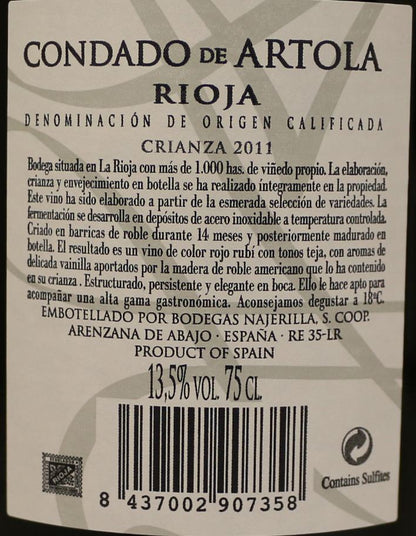 CONDADO DE ARTOLA
RIOJA
DENOMINACIÓN DE ORIGEN CALIFICADA
CRIANZA 2011
Bodega situada en La Rioja con más de 1.000 has. de viñedo propio. La elaboración,
crianza y envejecimiento en botella se ha realizado íntegramente en la propiedad.
Este vino ha sido elaborado a partir de la esmerada selección de variedades. La
fermentación se desarrolla en depósitos de acero inoxidable a temperatura controlada.
Criado en barricas de roble durante 14 meses y posteriormente madurado en
botella. El resultado es un vino de color rojo rubí con tonos teja, con aromas de
delicada vainilla aportados por la madera de roble americano que lo ha contenido
en su crianza . Estructurado, persistente y elegante en boca. Ello le hace apto para
acompañar una alta gama gastronómica. Aconsejamos degustar a 18ºC.
EMBOTELLADO POR BODEGAS NAJERILLA, S. COOP.
ARENZANA DE ABAJO · ESPAÑA · RE 35-LR
PRODUCT OF SPAIN
13,5% VOL. 75 CL.
Contains Sulfites
8 437002 907358